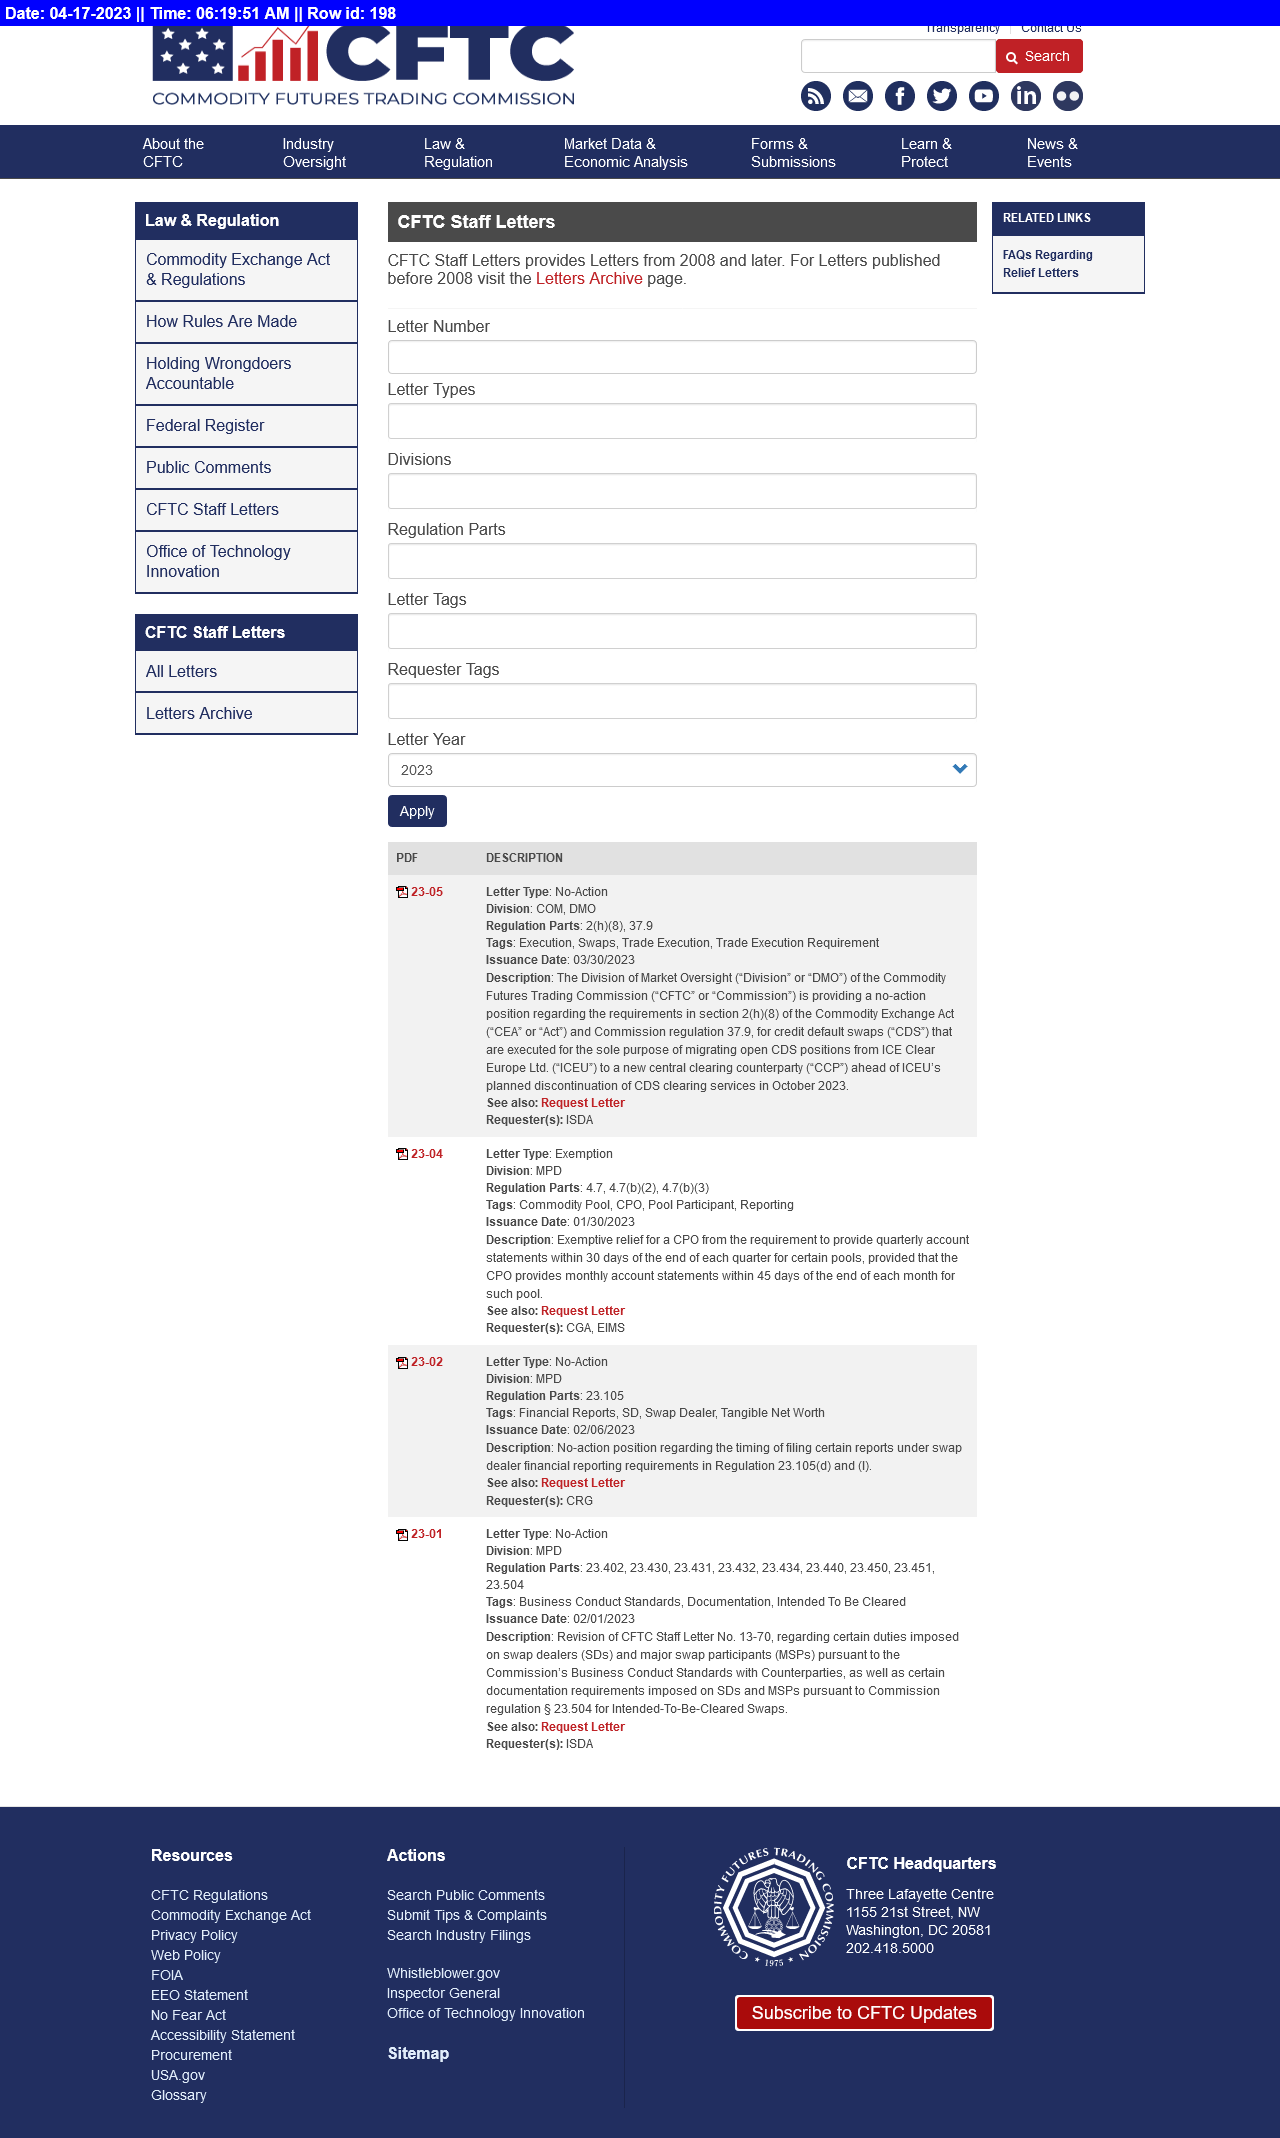 Date: 04-17-2023 || Time: 06:19:51 AM || Row id: 198
Transparency | Contact Us
CFTC
Search
COMMODITY FUTURES TRADING COMMISSION
About the
CFTC
Industry
Oversight
Law &
Regulation
Market Data &
Economic Analysis
Forms &
Submissions
Learn &
Protect
News &
Events
Law & Regulation
Commodity Exchange Act
& Regulations
How Rules Are Made
Holding Wrongdoers
Accountable
Federal Register
Public Comments
CFTC Staff Letters
Office of Technology
Innovation
CFTC Staff Letters
All Letters
Letters Archive
CFTC Staff Letters
CFTC Staff Letters provides Letters from 2008 and later. For Letters published
before 2008 visit the Letters Archive page.
Letter Number
Letter Types
Divisions
Regulation Parts
Letter Tags
Requester Tags
Letter Year
2023
Apply
PDF DESCRIPTION
23-05 Letter Type: No-Action
Division: COM, DMO
Regulation Parts: 2(h)(8), 37.9
Tags: Execution, Swaps, Trade Execution, Trade Execution Requirement
Issuance Date: 03/30/2023
Description: The Division of Market Oversight (“Division” or “DMO”) of the Commodity
Futures Trading Commission (“CFTC” or “Commission”) is providing a no-action
position regarding the requirements in section 2(h)(8) of the Commodity Exchange Act
(“CEA” or “Act”) and Commission regulation 37.9, for credit default swaps (“CDS”) that
are executed for the sole purpose of migrating open CDS positions from ICE Clear
Europe Ltd. (“ICEU”) to a new central clearing counterparty (“CCP”) ahead of ICEU’s
planned discontinuation of CDS clearing services in October 2023.
See also: Request Letter
Requester(s): ISDA
23-04 Letter Type: Exemption
Division: MPD
Regulation Parts: 4.7, 4.7(b)(2), 4.7(b)(3)
Tags: Commodity Pool, CPO, Pool Participant, Reporting
Issuance Date: 01/30/2023
Description: Exemptive relief for a CPO from the requirement to provide quarterly account
statements within 30 days of the end of each quarter for certain pools, provided that the
CPO provides monthly account statements within 45 days of the end of each month for
such pool.
See also: Request Letter
Requester(s): CGA, EIMS
23-02 Letter Type: No-Action
Division: MPD
Regulation Parts: 23.105
Tags: Financial Reports, SD, Swap Dealer, Tangible Net Worth
Issuance Date: 02/06/2023
Description: No-action position regarding the timing of filing certain reports under swap
dealer financial reporting requirements in Regulation 23.105(d) and (l).
See also: Request Letter
Requester(s): CRG
23-01 Letter Type: No-Action
Division: MPD
Regulation Parts: 23.402, 23.430, 23.431, 23.432, 23.434, 23.440, 23.450, 23.451,
23.504
Tags: Business Conduct Standards, Documentation, Intended To Be Cleared
Issuance Date: 02/01/2023
Description: Revision of CFTC Staff Letter No. 13-70, regarding certain duties imposed
on swap dealers (SDs) and major swap participants (MSPs) pursuant to the
Commission’s Business Conduct Standards with Counterparties, as well as certain
documentation requirements imposed on SDs and MSPs pursuant to Commission
regulation § 23.504 for Intended-To-Be-Cleared Swaps.
See also: Request Letter
Requester(s): ISDA
RELATED LINKS
FAQs Regarding
Relief Letters
Resources
CFTC Regulations
Commodity Exchange Act
Privacy Policy
Web Policy
FOIA
EEO Statement
No Fear Act
Accessibility Statement
Procurement
USA.gov
Glossary
Actions
Search Public Comments
Submit Tips & Complaints
Search Industry Filings
Whistleblower.gov
Inspector General
Office of Technology Innovation
Sitemap
COMMODITY FUTURES TRADING COMMISSION
★ 1975 ★
CFTC Headquarters
Three Lafayette Centre
1155 21st Street, NW
Washington, DC 20581
202.418.5000
Subscribe to CFTC Updates